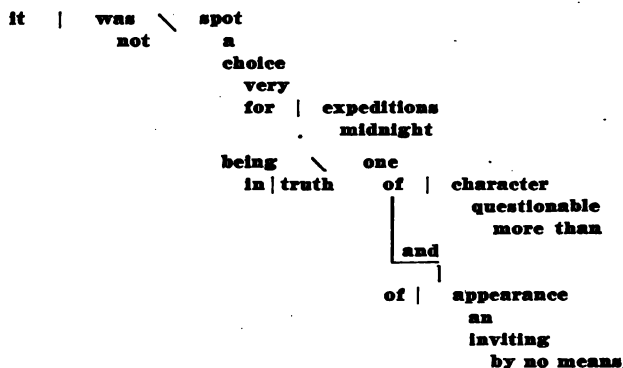 it | was \ spot
not a
choice
very
for | expeditions
midnight
being \ one
in | truth of | character
questionable
more than
and
of | appearance
an
inviting
by no means